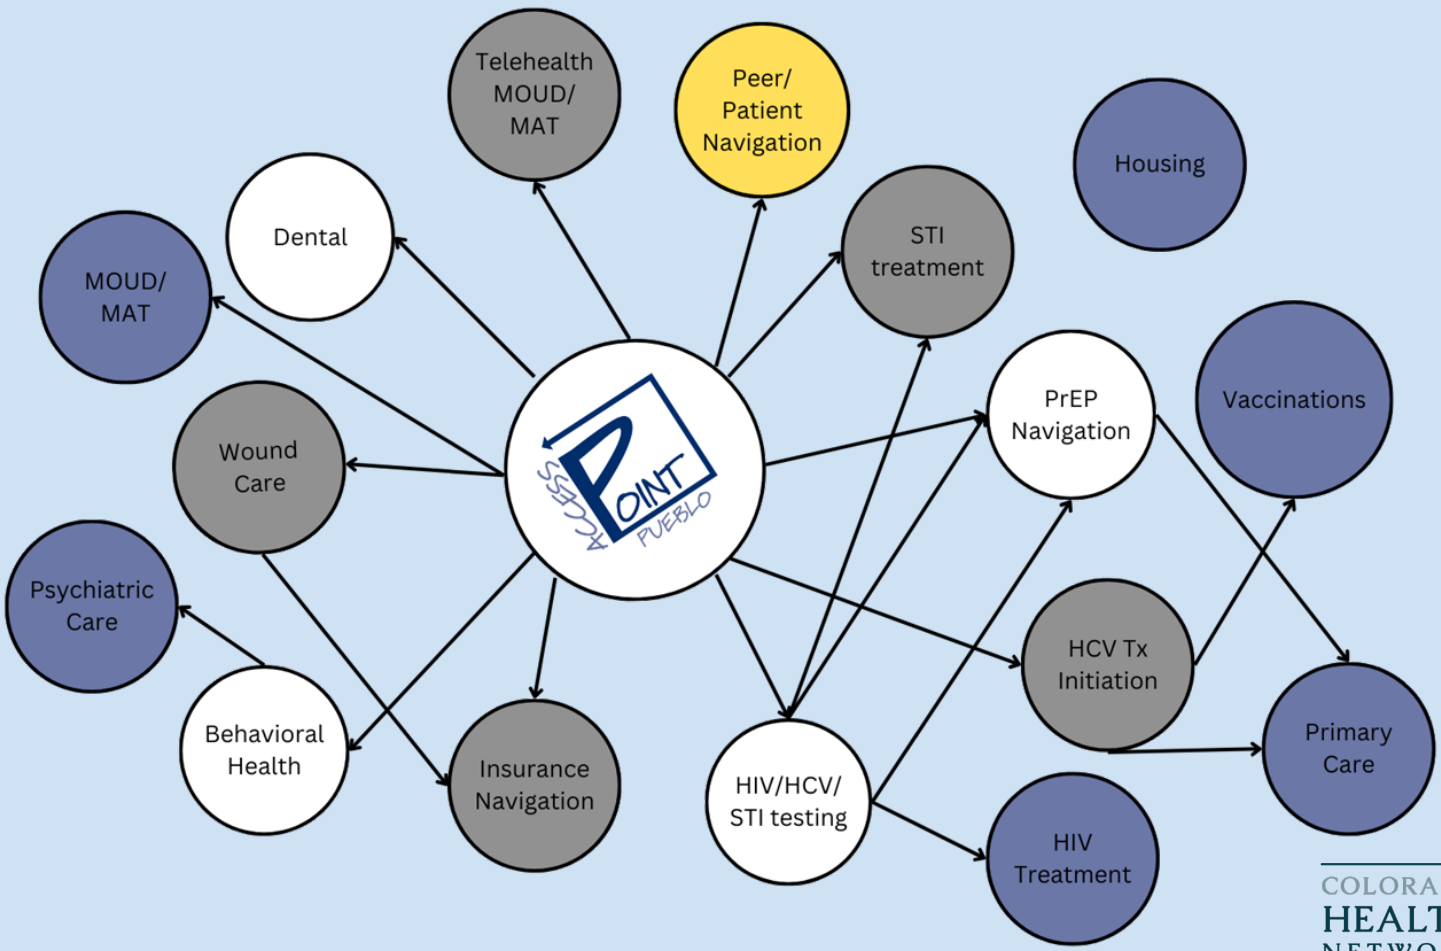 Telehealth
MOUD/
MAT
Peer/
Patient
Navigation
Housing
Dental
STI
treatment
MOUD/
MAT
PrEP
Navigation
Vaccinations
Wound
Care
ACCESS
POINT
PUEBLO
Psychiatric
Care
HCV Tx
Initiation
Behavioral
Health
Insurance
Navigation
HIV/HCV/
STI testing
Primary
Care
HIV
Treatment
COLORA
HEALT
NETWO